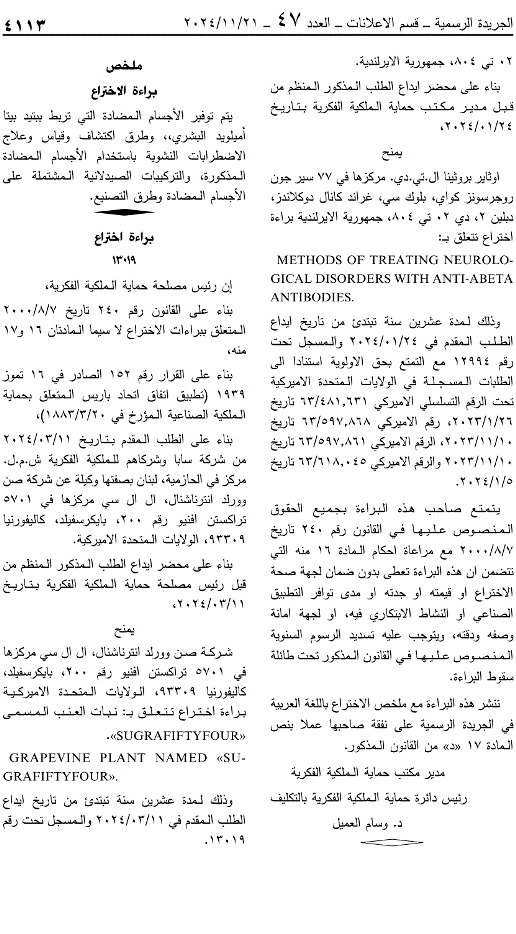 الجريدة الرسمية ــ قسم الاعلانات ــ العدد ٤٧ ــ ٢٠٢٤/١١/٢١
٤١١٣
٠٢ تي ٨٠٤، جمهورية الايرلندية.
بناء على محضر ايداع الطلب المذكور المنظم من
قبل مدير مكتب حماية الملكية الفكرية بتاريخ
٢٠٢٤/٠١/٢٤،
يمنح
اوثاير بروثينا ال.تي.دي. مركزها في ٧٧ سير جون
روجرسونز كواي، بلوك سي، غراند كانال دوكلاندز،
دبلين ٢، دي ٠٢ تي ٨٠٤، جمهورية الايرلندية براءة
اختراع تتعلق بـ:
METHODS OF TREATING NEUROLO-
GICAL DISORDERS WITH ANTI-ABETA
ANTIBODIES.
وذلك لمدة عشرين سنة تبتدئ من تاريخ ايداع
الطلب المقدم في ٢٠٢٤/٠١/٢٤ والمسجل تحت
رقم ١٢٩٩٤ مع التمتع بحق الاولوية استنادا الى
الطلبات المسجلة في الولايات المتحدة الاميركية
تحت الرقم التسلسلي الاميركي ٦٣/٤٨١,٦٣١ تاريخ
٢٠٢٣/١/٢٦، رقم الاميركي ٦٣/٥٩٧,٨٦٨ تاريخ
٢٠٢٣/١١/١٠، الرقم الاميركي ٦٣/٥٩٧,٨٦١ تاريخ
٢٠٢٣/١١/١٠ والرقم الاميركي ٦٣/٦١٨,٠٤٥ تاريخ
٢٠٢٤/١/٥.
يتمتع صاحب هذه البراءة بجميع الحقوق
المنصوص عليها في القانون رقم ٢٤٠ تاريخ
٢٠٠٠/٨/٧ مع مراعاة احكام المادة ١٦ منه التي
تتضمن ان هذه البراءة تعطى بدون ضمان لجهة صحة
الاختراع او قيمته او جدته او مدى توافر التطبيق
الصناعي او النشاط الابتكاري فيه، او لجهة امانة
وصفه ودقته، ويتوجب عليه تسديد الرسوم السنوية
المنصوص عليها في القانون المذكور تحت طائلة
سقوط البراءة.
تنشر هذه البراءة مع ملخص الاختراع باللغة العربية
في الجريدة الرسمية على نفقة صاحبها عملا بنص
المادة ١٧ «د» من القانون المذكور.
مدير مكتب حماية الملكية الفكرية
رئيس دائرة حماية الملكية الفكرية بالتكليف
د. وسام العميل
ملخص
براءة الاختراع
يتم توفير الأجسام المضادة التي تربط ببتيد بيتا
أميلويد البشري،، وطرق اكتشاف وقياس وعلاج
الاضطرابات النشوية باستخدام الأجسام المضادة
المذكورة، والتركيبات الصيدلانية المشتملة على
الأجسام المضادة وطرق التصنيع.
براءة اختراع
١٣٠١٩
إن رئيس مصلحة حماية الملكية الفكرية،
بناء على القانون رقم ٢٤٠ تاريخ ٢٠٠٠/٨/٧
المتعلق ببراءات الاختراع لا سيما المادتان ١٦ و١٧
منه،
بناء على القرار رقم ١٥٢ الصادر في ١٦ تموز
١٩٣٩ (تطبيق اتفاق اتحاد باريس المتعلق بحماية
الملكية الصناعية المؤرخ في ١٨٨٣/٣/٢٠)،
بناء على الطلب المقدم بتاريخ ٢٠٢٤/٠٣/١١
من شركة سابا وشركاهم للملكية الفكرية ش.م.ل.
مركز في الحازمية، لبنان بصفتها وكيلة عن شركة صن
وورلد انترناشنال، ال ال سي مركزها في ٥٧٠١
تراكستن افنيو رقم ٢٠٠، بايكرسفيلد، كاليفورنيا
٩٣٣٠٩، الولايات المتحدة الاميركية.
بناء على محضر ايداع الطلب المذكور المنظم من
قبل رئيس مصلحة حماية الملكية الفكرية بتاريخ
٢٠٢٤/٠٣/١١،
يمنح
شركة صن وورلد انترناشنال، ال ال سي مركزها
في ٥٧٠١ تراكستن افنيو رقم ٢٠٠، بايكرسفيلد،
كاليفورنيا ٩٣٣٠٩، الولايات المتحدة الاميركية
براءة اختراع تتعلق بـ: نبات العنب المسمى
«SUGRAFIFTYFOUR».
GRAPEVINE PLANT NAMED «SU-
GRAFIFTYFOUR».
وذلك لمدة عشرين سنة تبتدئ من تاريخ ايداع
الطلب المقدم في ٢٠٢٤/٠٣/١١ والمسجل تحت رقم
١٣٠١٩.